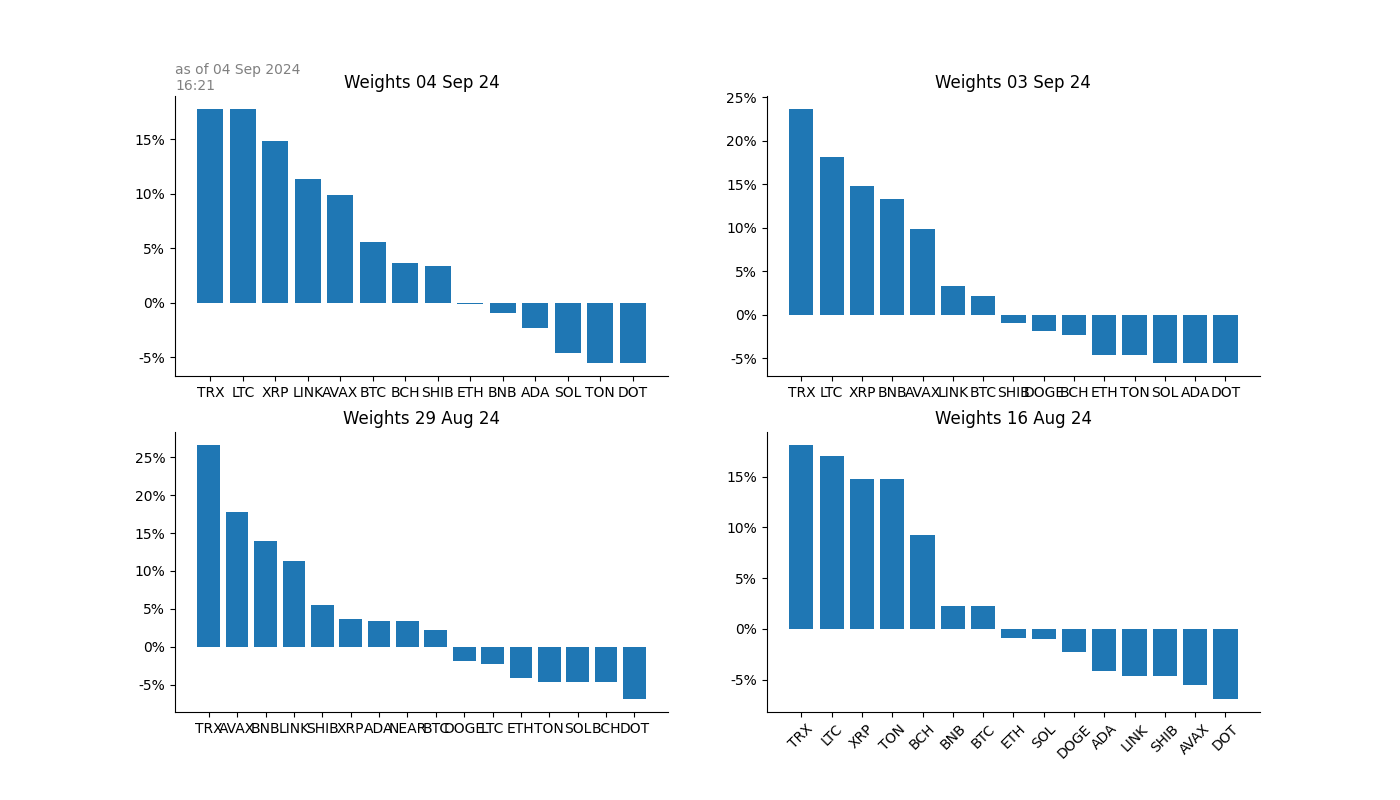 as of 04 Sep 2024
16:21
Weights 04 Sep 24
15%
10%
5%
0%
-5%
TRX LTC XRP LINK AVAX BTC BCH SHIB ETH BNB ADA SOL TON DOT
Weights 03 Sep 24
25%
20%
15%
10%
5%
0%
-5%
TRX LTC XRP BNB AVAX LINK BTC SHIB DOGE BCH ETH TON SOL ADA DOT
Weights 29 Aug 24
25%
20%
15%
10%
5%
0%
-5%
TRX AVAX BNB LINK SHIB XRP ADA NEAR BTC DOGE LTC ETH TON SOL BCH DOT
Weights 16 Aug 24
15%
10%
5%
0%
-5%
TRX LTC XRP TON BCH BNB BTC ETH SOL DOGE ADA LINK SHIB AVAX DOT